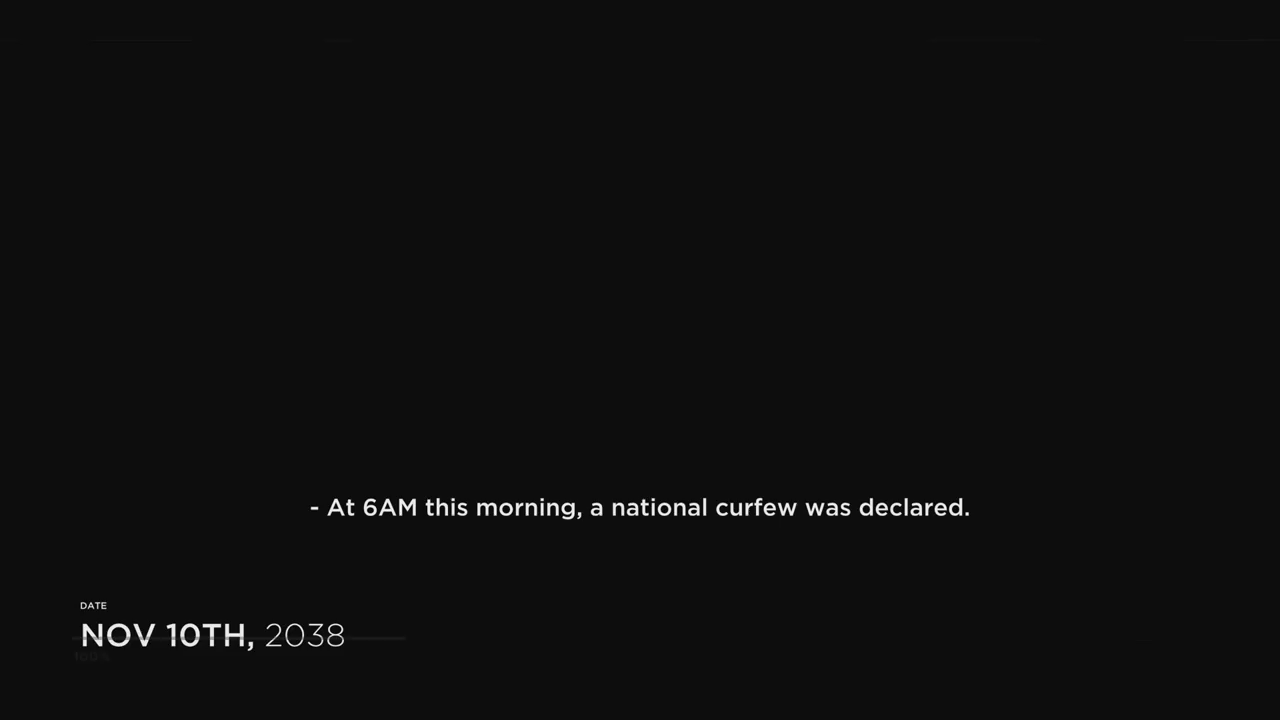 - At 6AM this morning, a national curfew was declared.
DATE
NOV 10TH, 2038